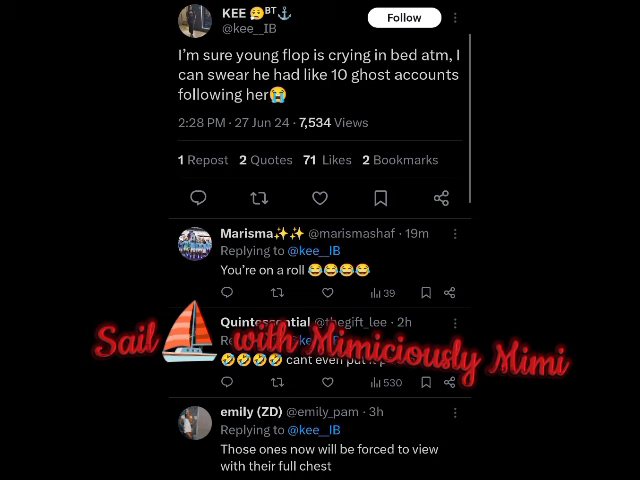 KEE 😥ᴮᵀ⚓
Follow
@kee__IB
I'm sure young flop is crying in bed atm, I
can swear he had like 10 ghost accounts
following her😭
2:28 PM · 27 Jun 24 · 7,534 Views
1 Repost 2 Quotes 71 Likes 2 Bookmarks
Marisma✨✨ @marismashaf · 19m
Replying to @kee__IB
You're on a roll 😂😂😂😂
39
Quintessential @thegift_lee · 2h
Sail ⛵ with Mimiciously Mimi
🤣🤣🤣🤣 cant even put
530
emily (ZD) @emily_pam · 3h
Replying to @kee__IB
Those ones now will be forced to view
with their full chest